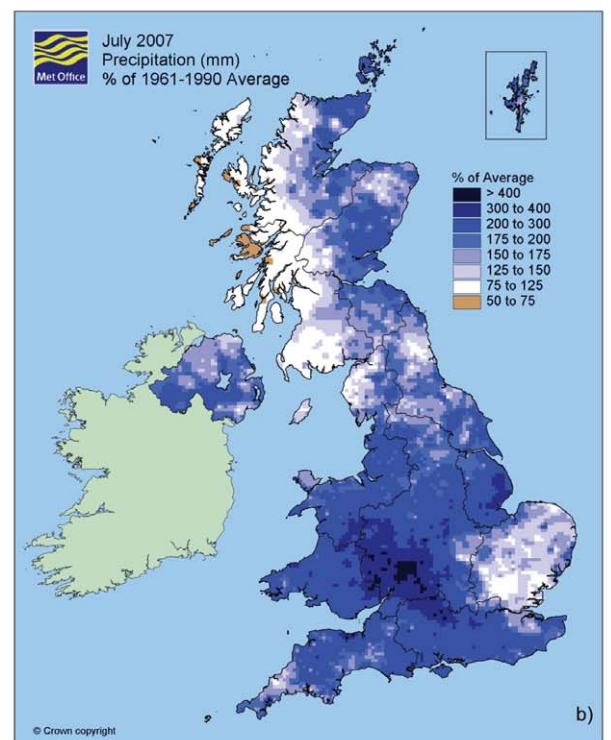 Met Office
July 2007
Precipitation (mm)
% of 1961-1990 Average
% of Average
> 400
300 to 400
200 to 300
175 to 200
150 to 175
125 to 150
75 to 125
50 to 75
b)
© Crown copyright